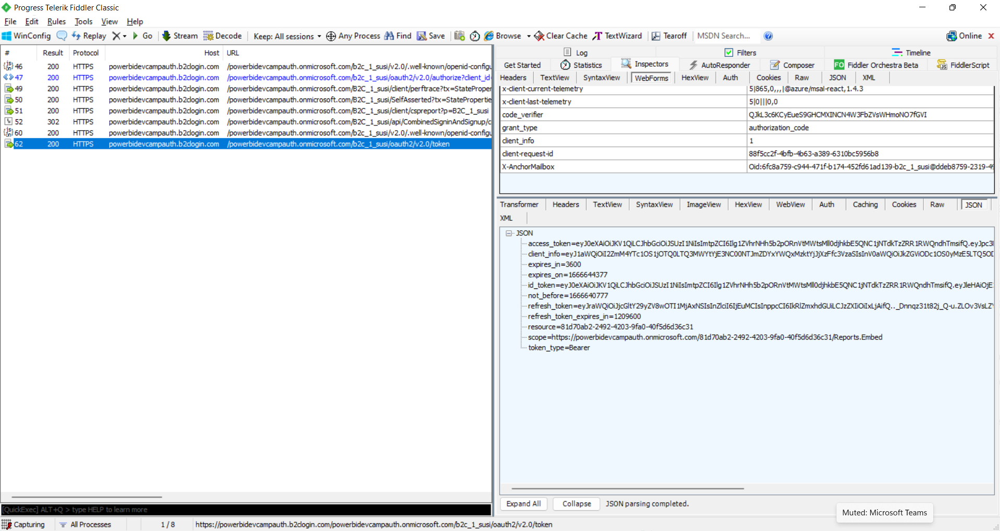 Progress Telerik Fiddler Classic
File Edit Rules Tools View Help
WinConfig Replay Go Stream Decode Keep: All sessions Any Process Find Save Browse Clear Cache TextWizard Tearoff MSDN Search... Online
# Result Protocol Host URL
46 200 HTTPS powerbidevcampauth.b2clogin.com /powerbidevcampauth.onmicrosoft.com/b2c_1_susi/v2.0/.well-known/openid-configu
47 200 HTTPS powerbidevcampauth.b2clogin.com /powerbidevcampauth.onmicrosoft.com/b2c_1_susi/oauth2/v2.0/authorize?client_id=
49 200 HTTPS powerbidevcampauth.b2clogin.com /powerbidevcampauth.onmicrosoft.com/B2C_1_susi/client/perftrace?tx=StateProper
50 200 HTTPS powerbidevcampauth.b2clogin.com /powerbidevcampauth.onmicrosoft.com/B2C_1_susi/SelfAsserted?tx=StatePropertie
51 200 HTTPS powerbidevcampauth.b2clogin.com /powerbidevcampauth.onmicrosoft.com/B2C_1_susi/client/cspreport?p=B2C_1_susi
52 302 HTTPS powerbidevcampauth.b2clogin.com /powerbidevcampauth.onmicrosoft.com/B2C_1_susi/api/CombinedSigninAndSignup/c
60 200 HTTPS powerbidevcampauth.b2clogin.com /powerbidevcampauth.onmicrosoft.com/b2c_1_susi/v2.0/.well-known/openid-configu
62 200 HTTPS powerbidevcampauth.b2clogin.com /powerbidevcampauth.onmicrosoft.com/b2c_1_susi/oauth2/v2.0/token
[QuickExec] ALT+Q > type HELP to learn more
Log Filters Timeline
Get Started Statistics Inspectors AutoResponder Composer FO Fiddler Orchestra Beta FiddlerScript
Headers TextView SyntaxView WebForms HexView Auth Cookies Raw JSON XML
x-client-current-telemetry 5|865,0,,,|@azure/msal-react,1.4.3
x-client-last-telemetry 5|0|||0,0
code_verifier QJkL3c6KCyEueS9GHCMXINCN4W3FbZVsWHmoNO7fGVI
grant_type authorization_code
client_info 1
client-request-id 88f5cc2f-4bfb-4b63-a389-6310bc5956b8
X-AnchorMailbox Oid:6fc8a759-c944-471f-b174-452fd61ad139-b2c_1_susi@ddeb8759-2319-49
Transformer Headers TextView SyntaxView ImageView HexView WebView Auth Caching Cookies Raw JSON
XML
JSON
access_token=eyJ0eXAiOiJKV1QiLCJhbGciOiJSUzI1NiIsImtpZCI6Ilg1ZVhrNHh5b2pORnVtMWtsMll0djhkbE5QNC1jNTdkTzZRR1RWQndhTmsifQ.eyJpc3l
client_info=eyJ1aWQiOiI2ZmM4YTc1OS1jOTQ0LTQ3MWYtYjE3NC00NTJmZDYxYWQxMzktYjJjXzFfc3VzaSIsInV0aWQiOiJkZGViODc1OS0yMzE5LTQ5OD
expires_in=3600
expires_on=1666644377
id_token=eyJ0eXAiOiJKV1QiLCJhbGciOiJSUzI1NiIsImtpZCI6Ilg1ZVhrNHh5b2pORnVtMWtsMll0djhkbE5QNC1jNTdkTzZRR1RWQndhTmsifQ.eyJleHAiOjE
not_before=1666640777
refresh_token=eyJraWQiOiJjcGltY29yZV8wOTI1MjAxNSIsInZlciI6IjEuMCIsInppcCI6IkRlZmxhdGUiLCJzZXIiOiIxLjAifQ.._Dnnqz31t82j_Q-u.ZLOv3VsLZ
refresh_token_expires_in=1209600
resource=81d70ab2-2492-4203-9fa0-40f5d6d36c31
scope=https://powerbidevcampauth.onmicrosoft.com/81d70ab2-2492-4203-9fa0-40f5d6d36c31/Reports.Embed
token_type=Bearer
Expand All Collapse JSON parsing completed.
Muted: Microsoft Teams
Capturing All Processes 1 / 8 https://powerbidevcampauth.b2clogin.com/powerbidevcampauth.onmicrosoft.com/b2c_1_susi/oauth2/v2.0/token